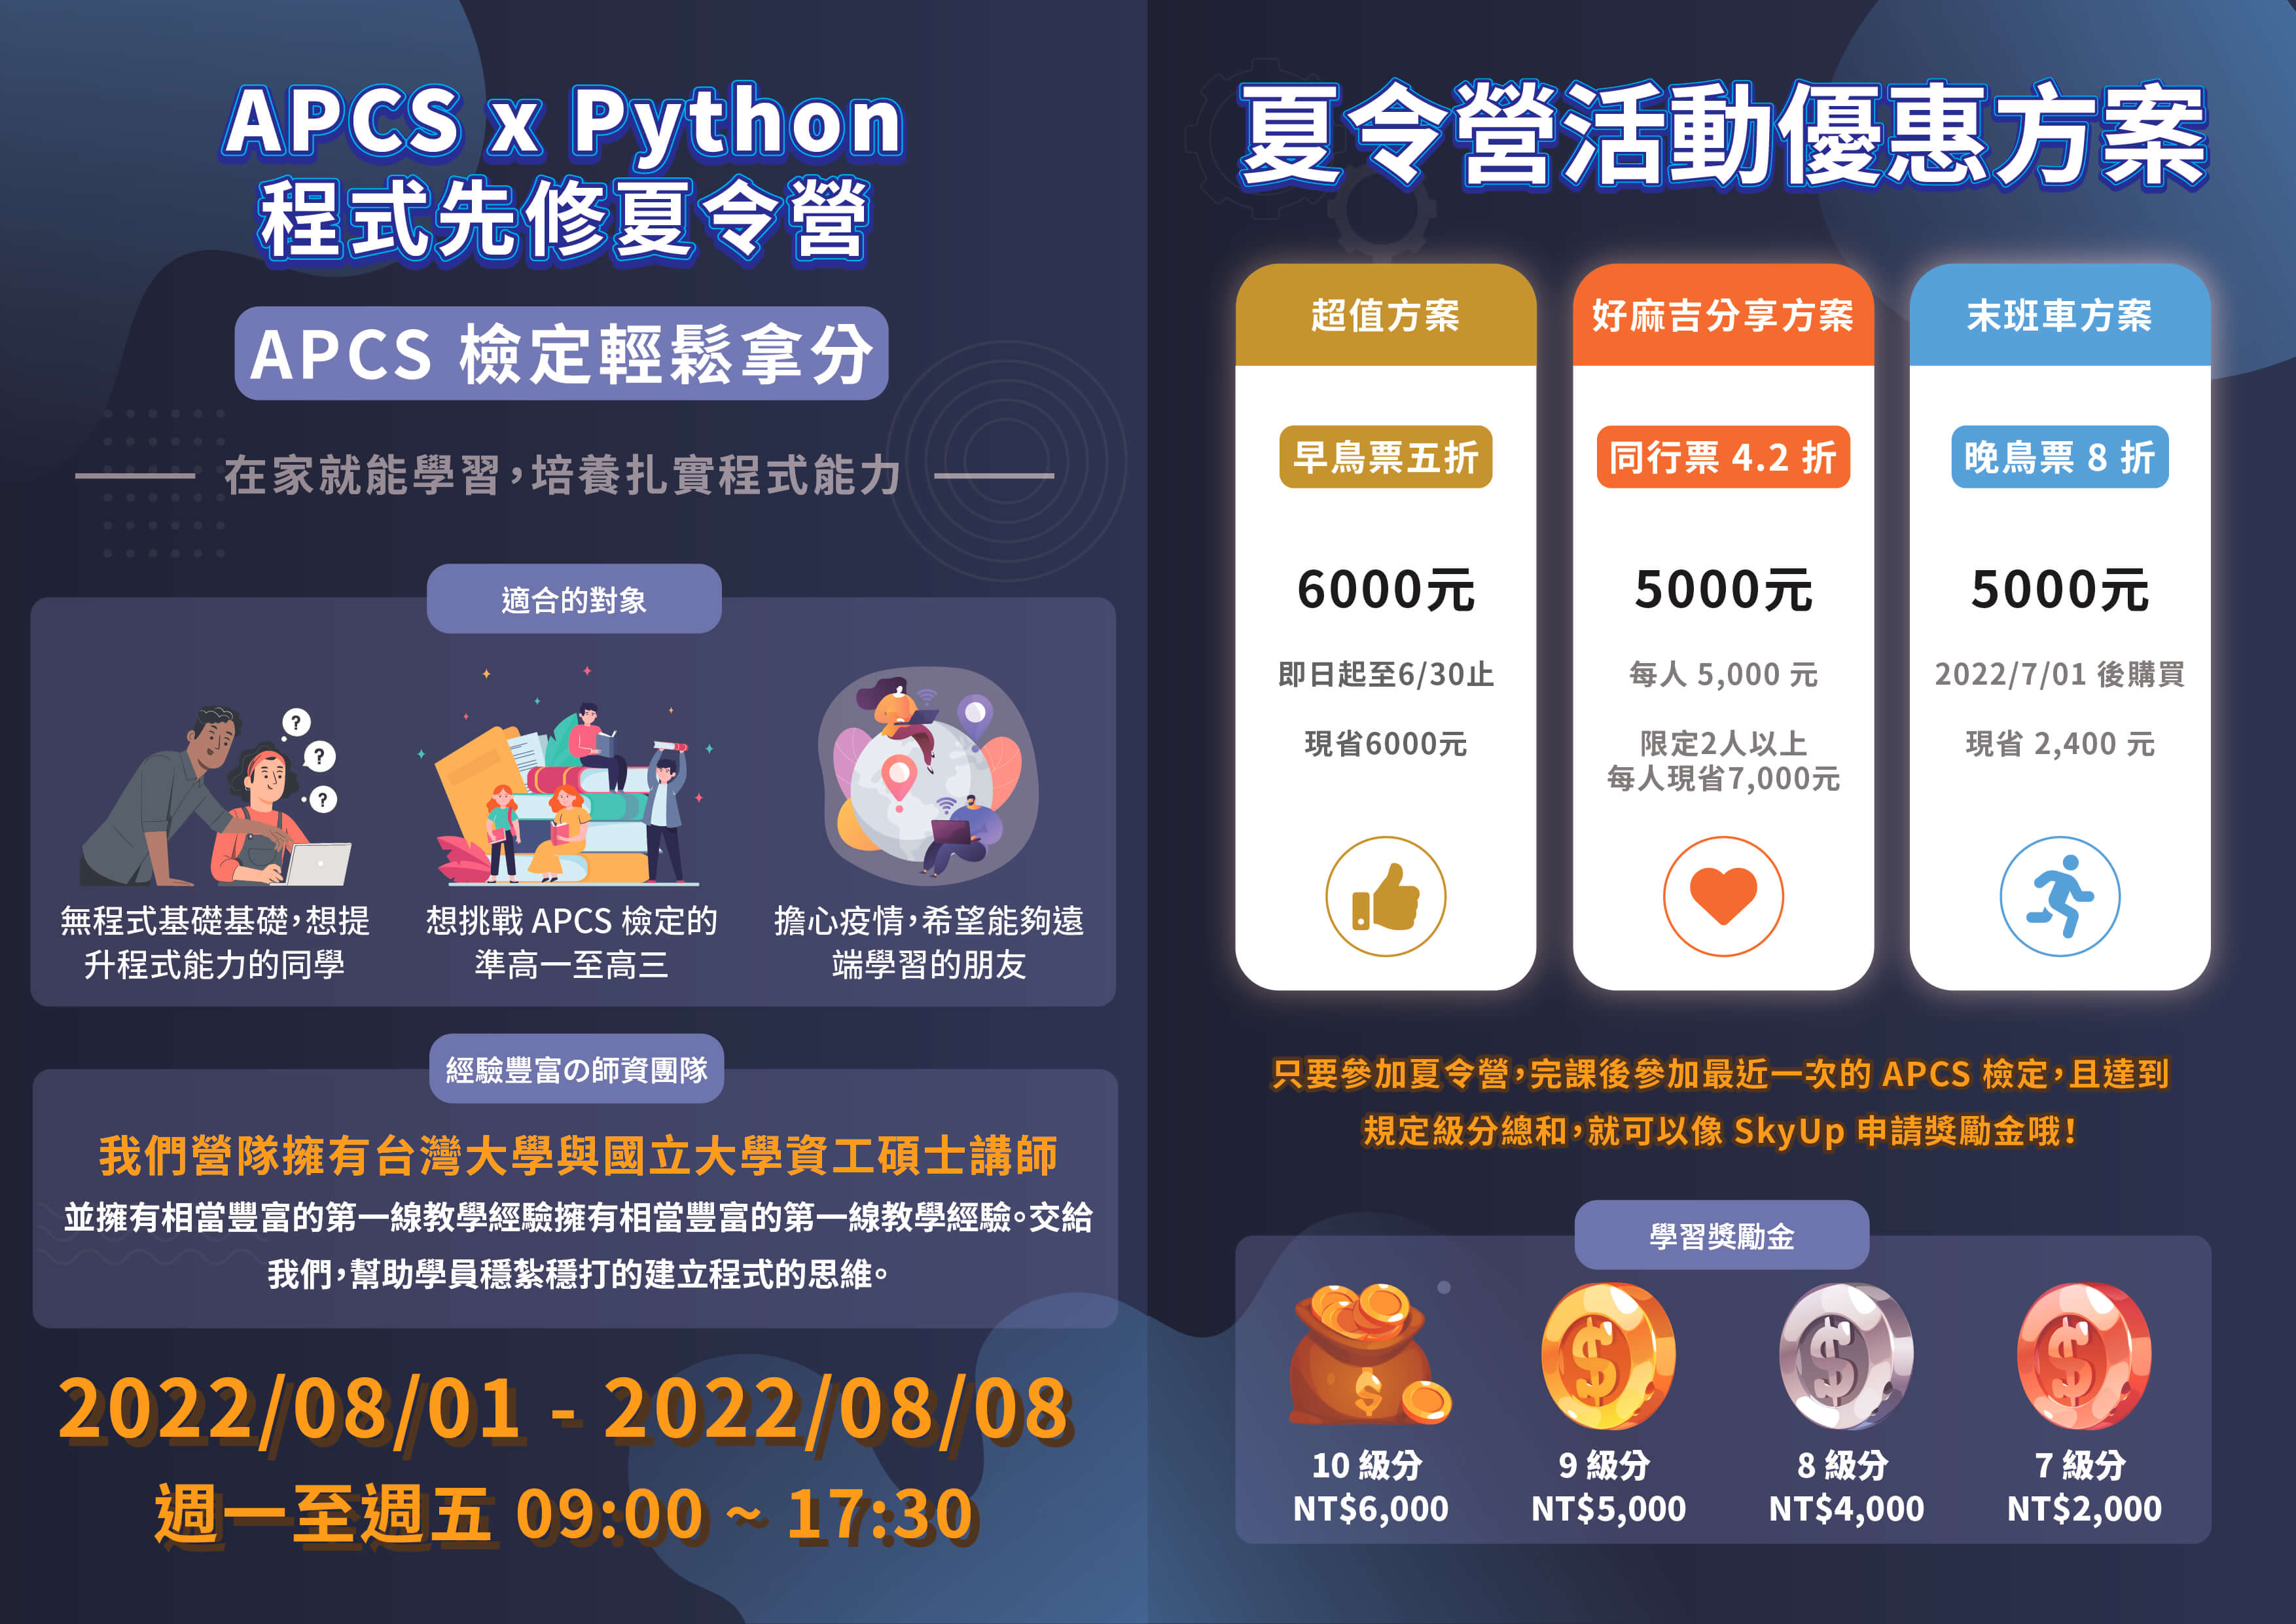 APCS x Python
程式先修夏令營
APCS 檢定輕鬆拿分
在家就能學習,培養扎實程式能力
適合的對象
?
?
?
無程式基礎基礎,想提
升程式能力的同學
想挑戰 APCS 檢定的
準高一至高三
擔心疫情,希望能夠遠
端學習的朋友
經驗豐富の師資團隊
我們營隊擁有台灣大學與國立大學資工碩士講師
並擁有相當豐富的第一線教學經驗擁有相當豐富的第一線教學經驗。交給
我們,幫助學員穩紮穩打的建立程式的思維。
2022/08/01 - 2022/08/08
週一至週五 09:00 ~ 17:30
夏令營活動優惠方案
超值方案
早鳥票五折
6000元
即日起至6/30止
現省6000元
好麻吉分享方案
同行票 4.2 折
5000元
每人 5,000 元
限定2人以上
每人現省7,000元
末班車方案
晚鳥票 8 折
5000元
2022/7/01 後購買
現省 2,400 元
只要參加夏令營,完課後參加最近一次的 APCS 檢定,且達到
規定級分總和,就可以像 SkyUp 申請獎勵金哦!
學習獎勵金
$
10 級分
NT$6,000
$
9 級分
NT$5,000
$
8 級分
NT$4,000
$
7 級分
NT$2,000